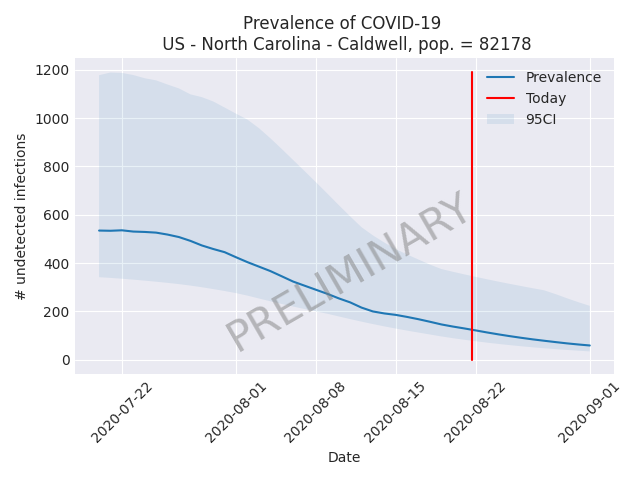 Prevalence of COVID-19
US - North Carolina - Caldwell, pop. = 82178
Prevalence
Today
95CI
PRELIMINARY
# undetected infections
1200
1000
800
600
400
200
0
2020-07-22
2020-08-01
2020-08-08
2020-08-15
2020-08-22
2020-09-01
Date